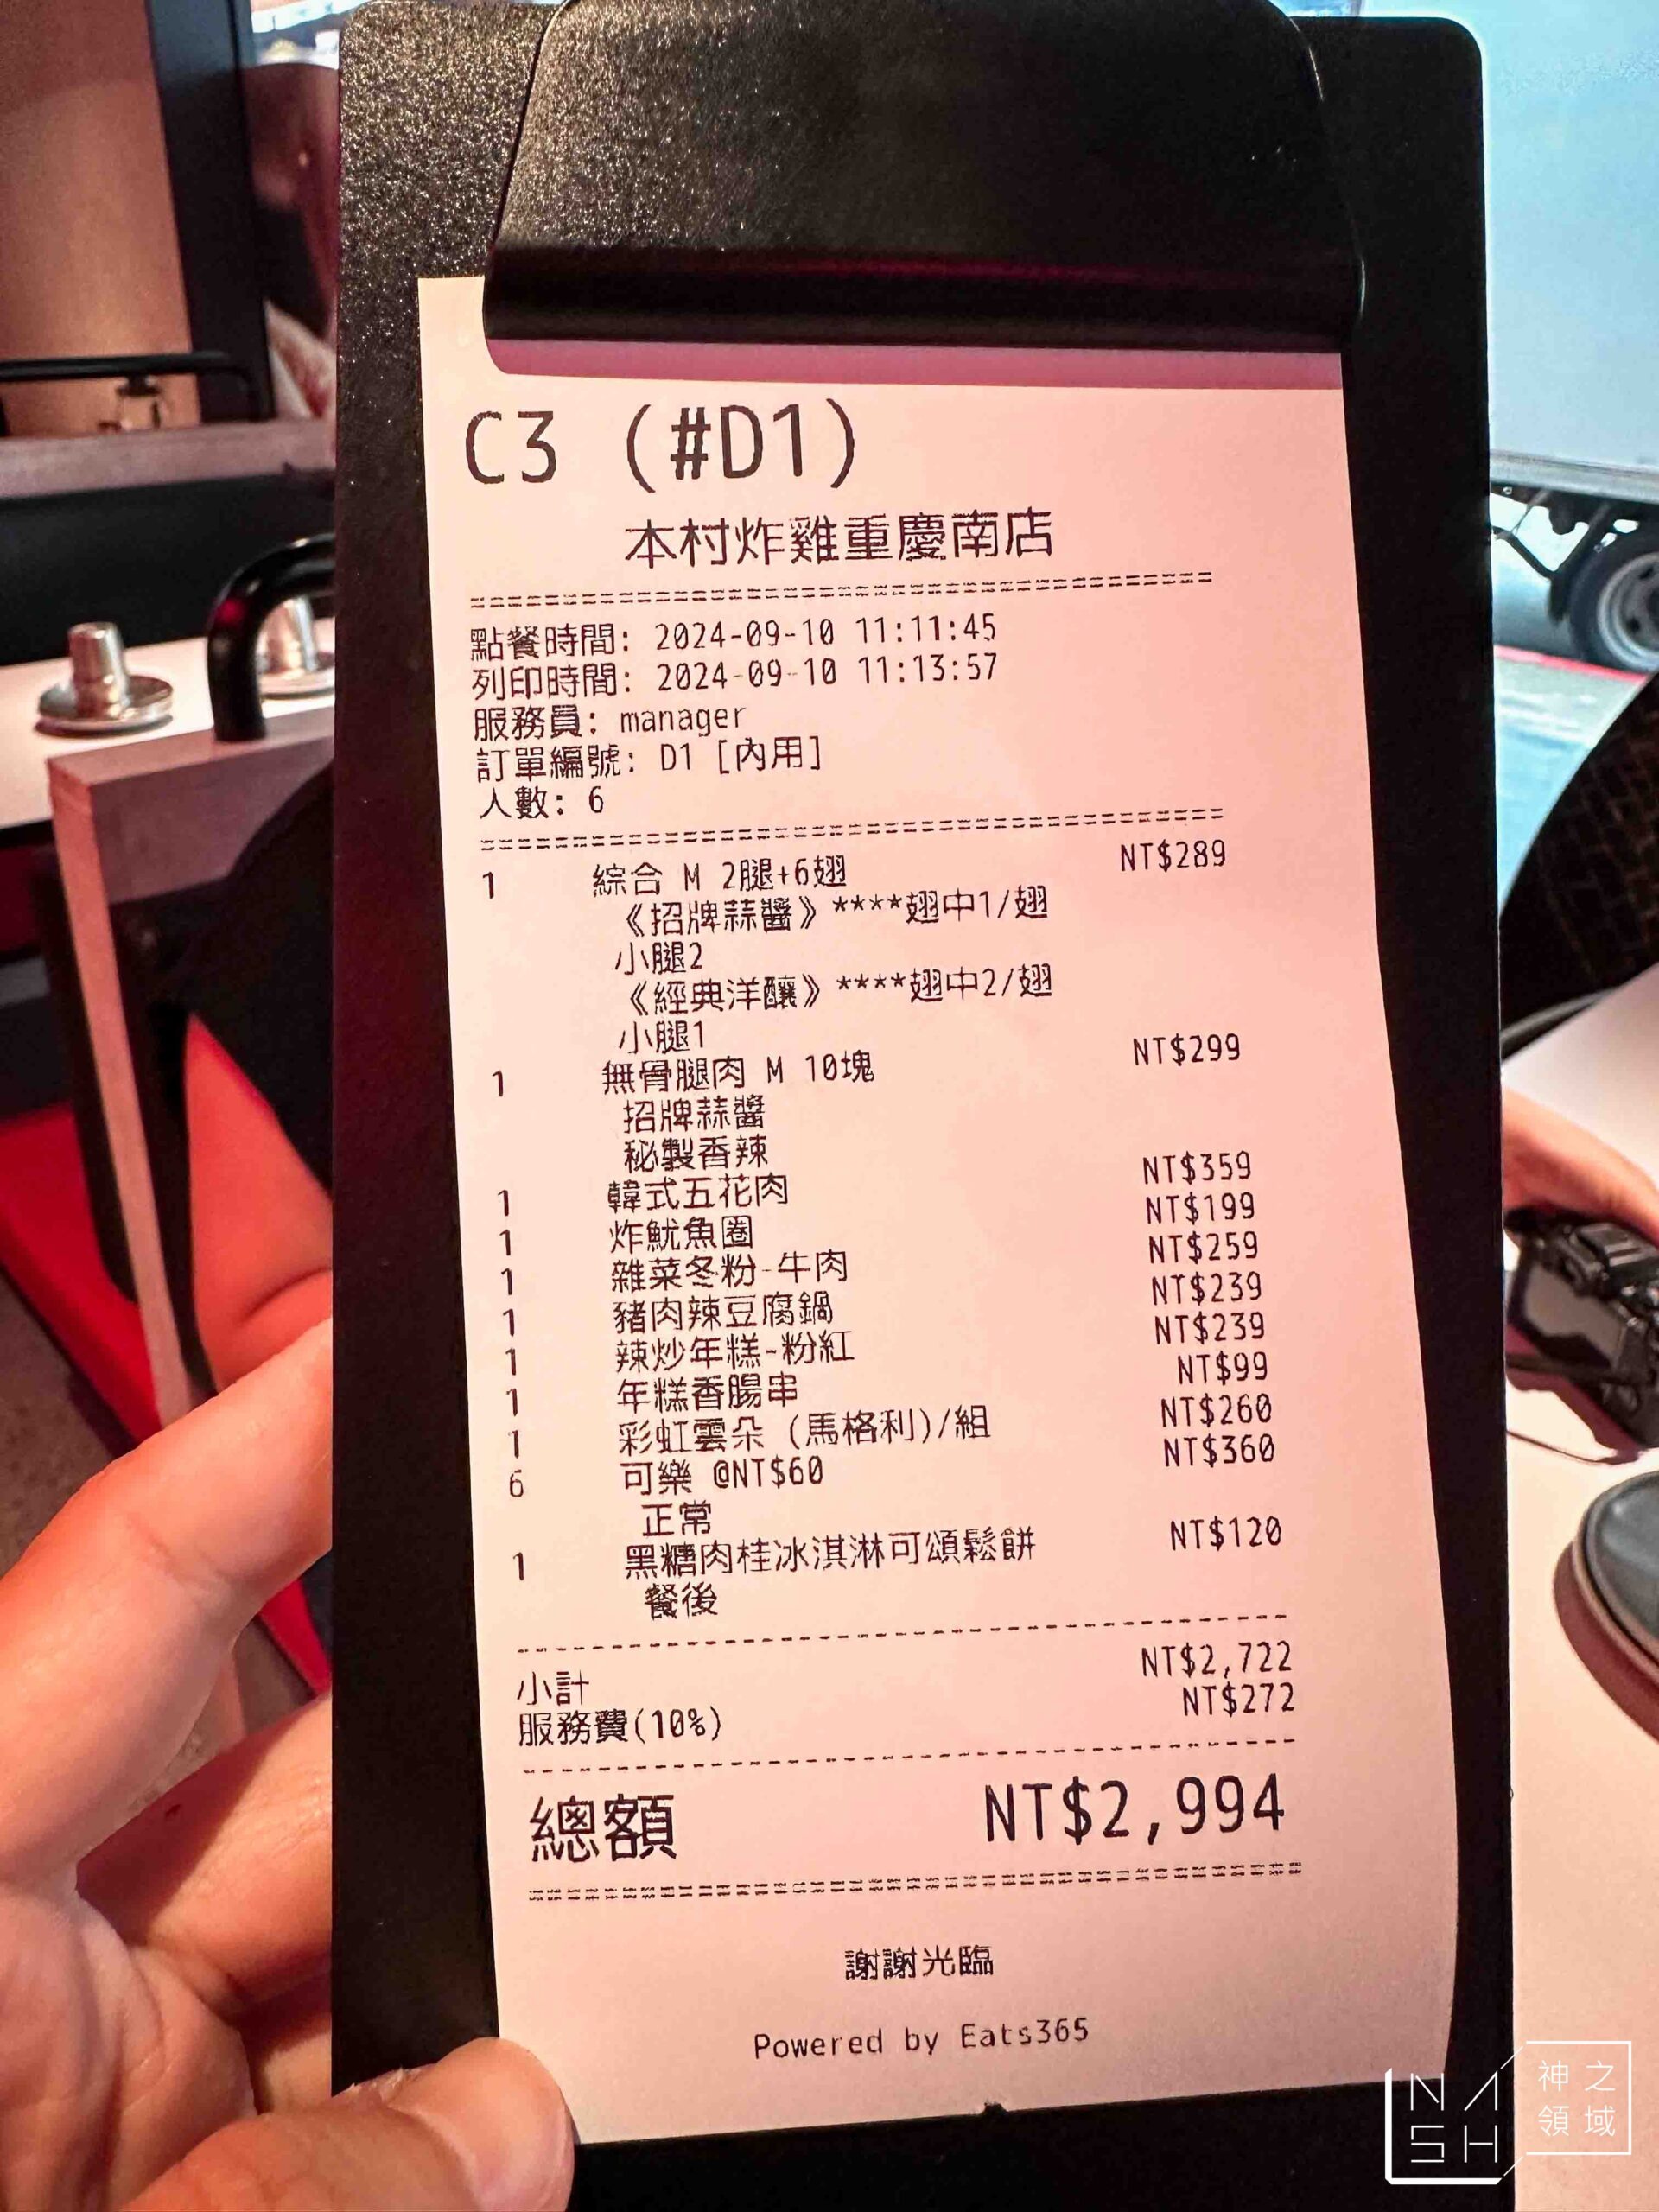 C3 (#D1)
本村炸雞重慶南店
點餐時間: 2024-09-10 11:11:45
列印時間: 2024-09-10 11:13:57
服務員: manager
訂單編號: D1 [內用]
人數: 6
1 綜合 M 2腿+6翅 NT$289
《招牌蒜醬》****翅中1/翅
小腿2
《經典洋釀》****翅中2/翅
小腿1
1 無骨腿肉 M 10塊 NT$299
招牌蒜醬
秘製香辣
1 韓式五花肉 NT$359
1 炸魷魚圈 NT$199
1 雜菜冬粉-牛肉 NT$259
1 豬肉辣豆腐鍋 NT$239
1 辣炒年糕-粉紅 NT$239
1 年糕香腸串 NT$99
1 彩虹雲朵 (馬格利)/組 NT$260
6 可樂 @NT$60 NT$360
正常
1 黑糖肉桂冰淇淋可頌鬆餅 NT$120
餐後
小計 NT$2,722
服務費(10%) NT$272
總額 NT$2,994
謝謝光臨
Powered by Eats365
NASH
神之
領域